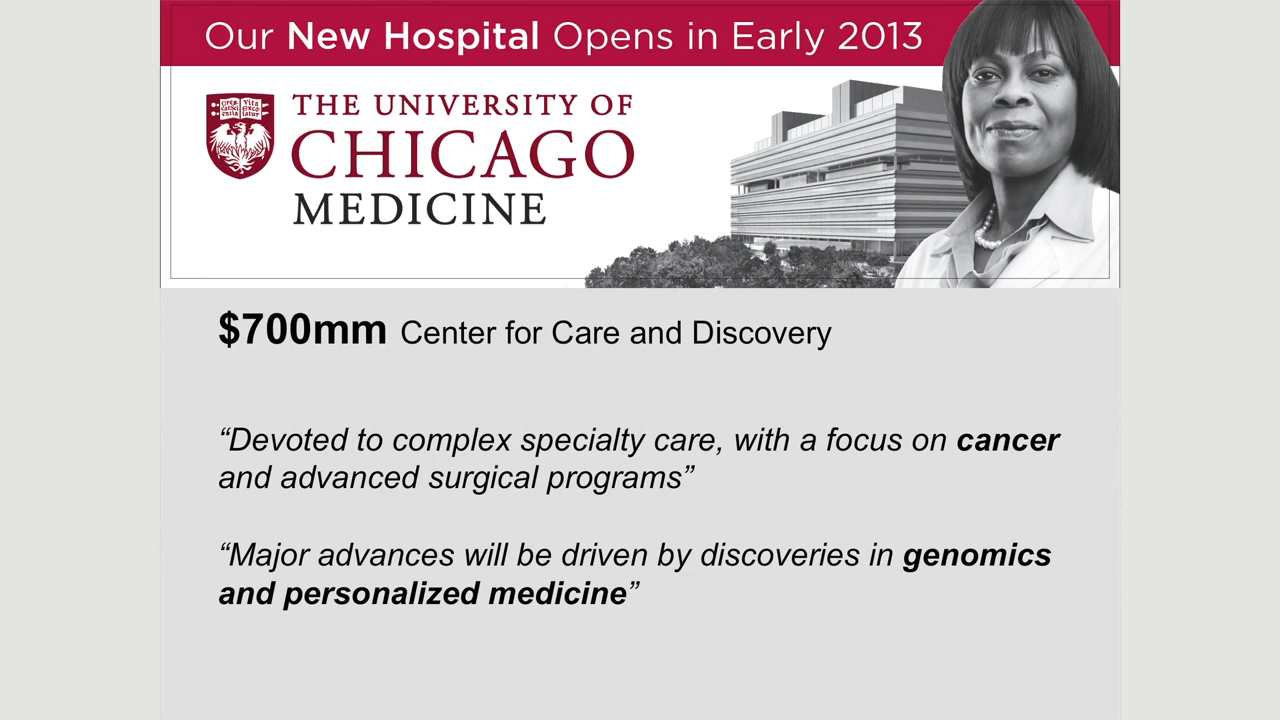 Our New Hospital Opens in Early 2013
THE UNIVERSITY OF
CHICAGO
MEDICINE
$700mm Center for Care and Discovery
“Devoted to complex specialty care, with a focus on cancer
and advanced surgical programs”
“Major advances will be driven by discoveries in genomics
and personalized medicine”